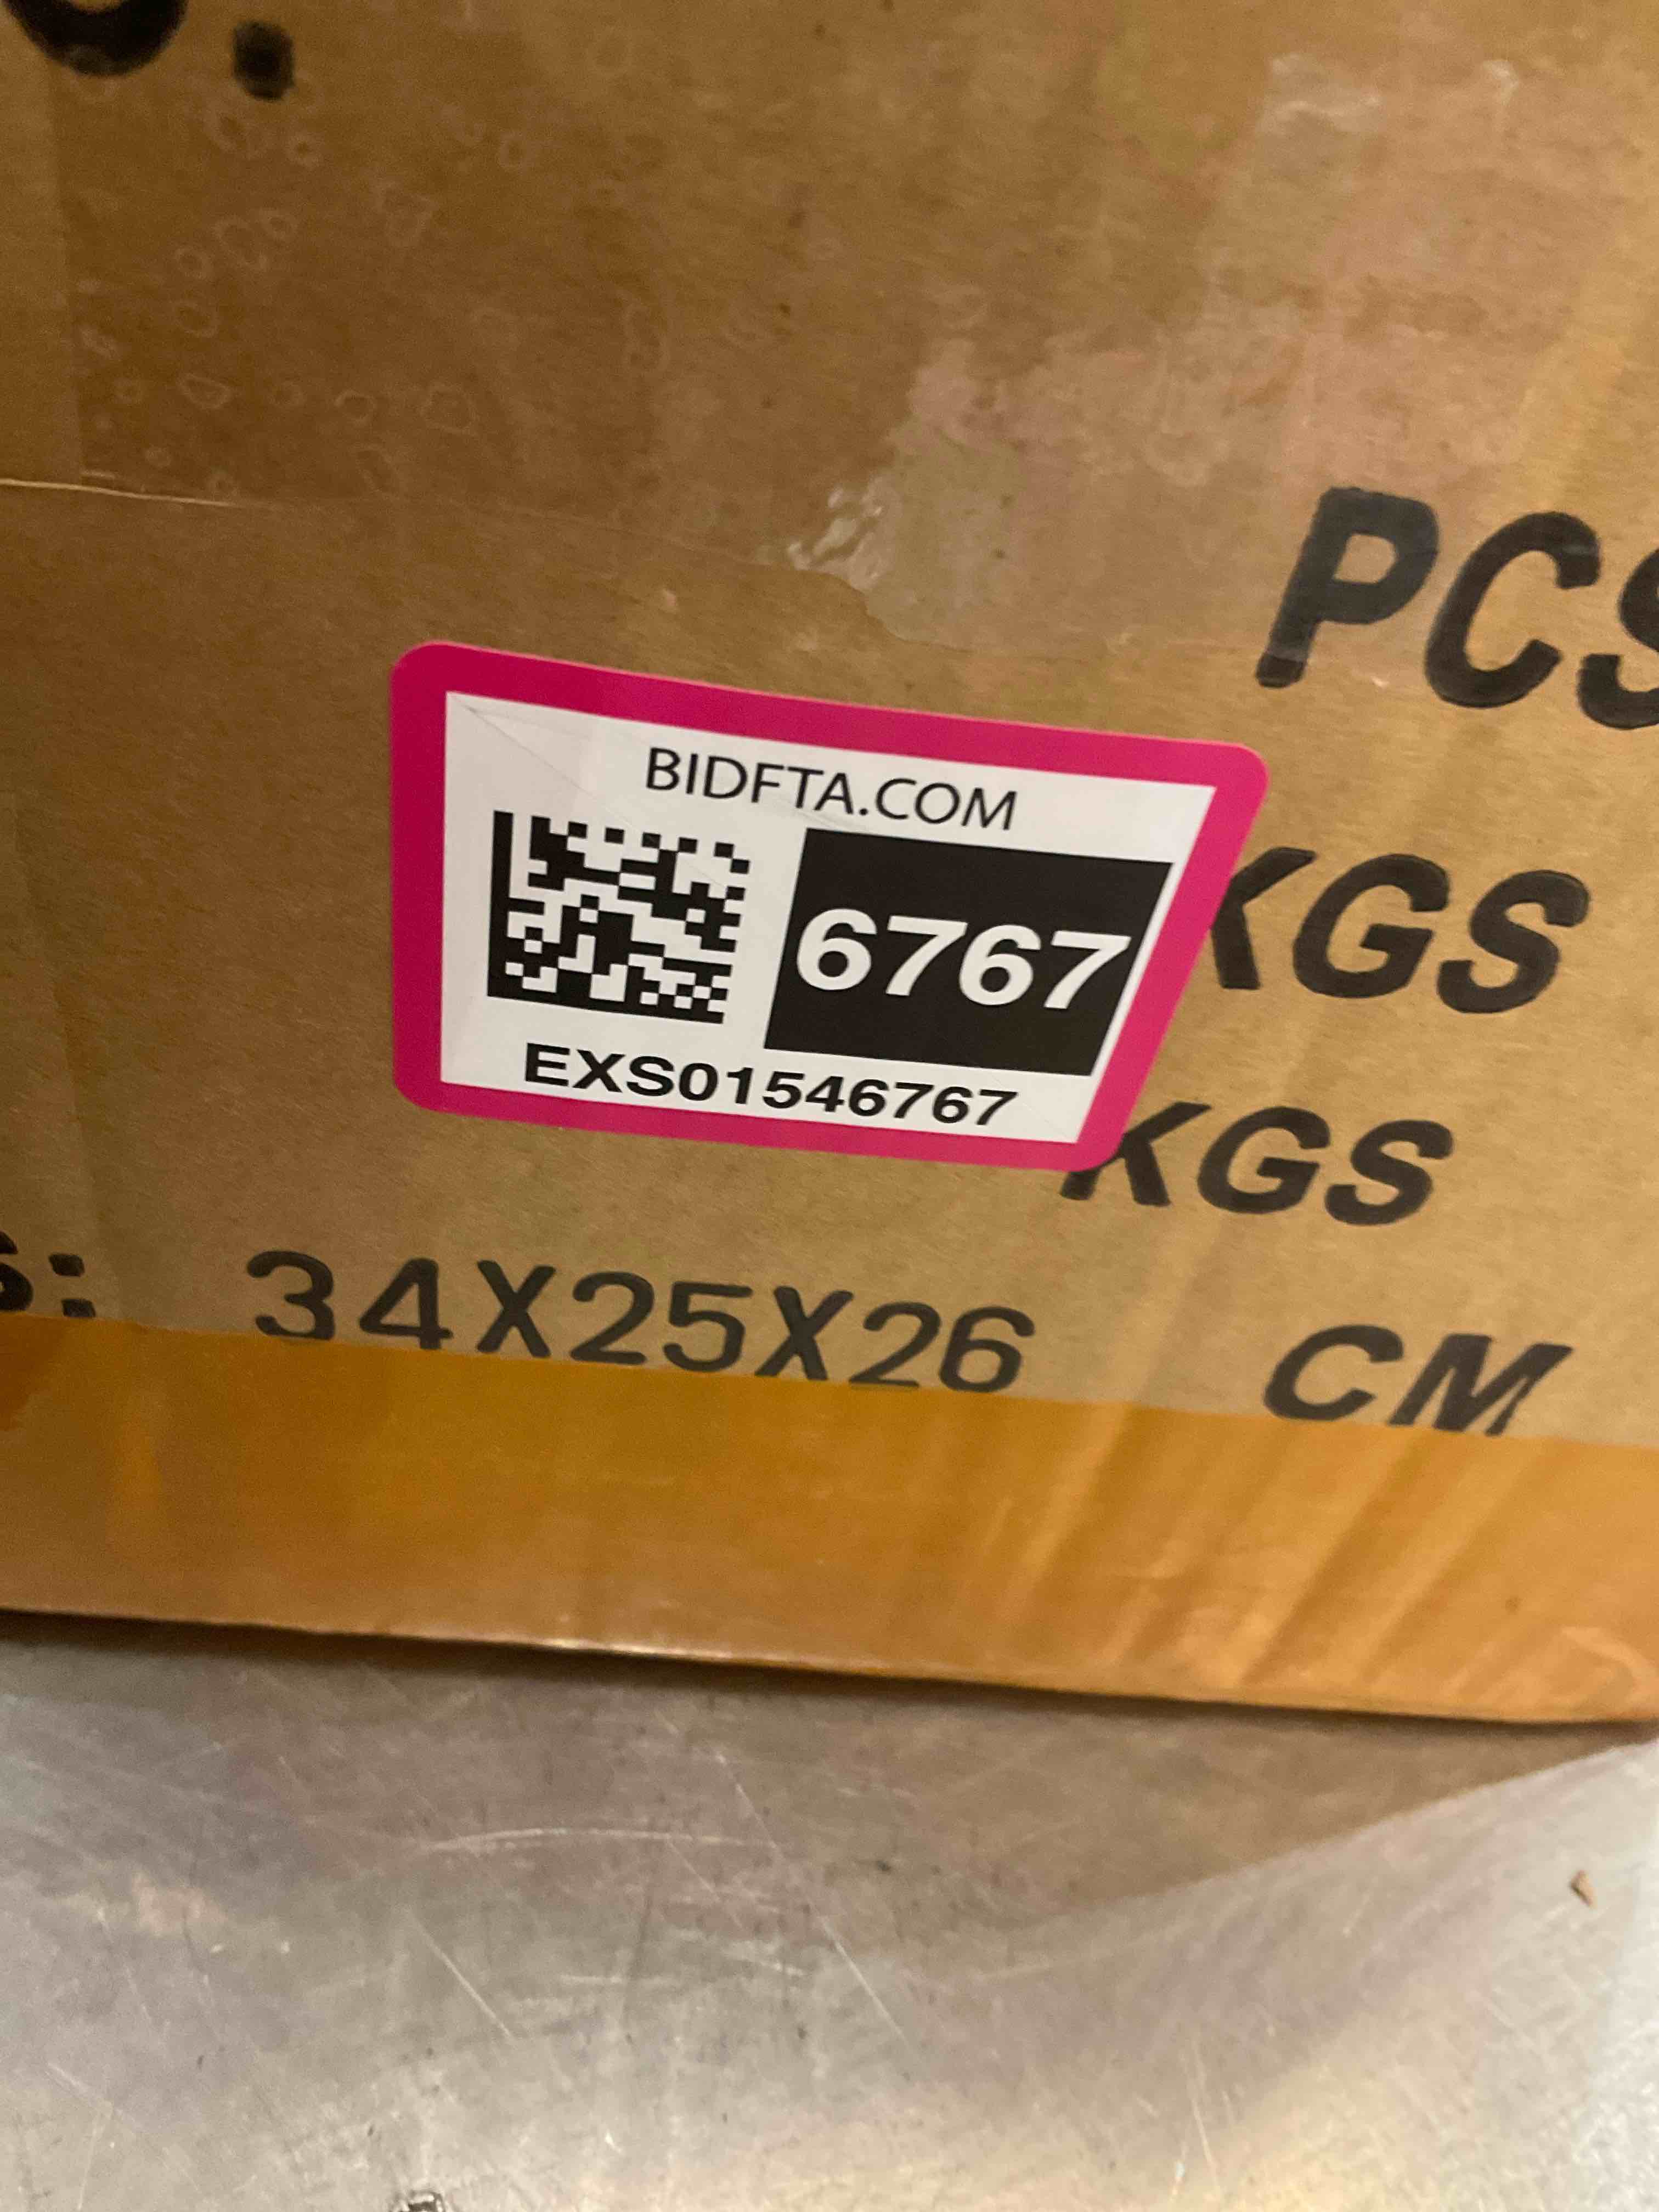 PCS
BIDFTA.COM
6767
EXS01546767
KGS
KGS
34X25X26 CM